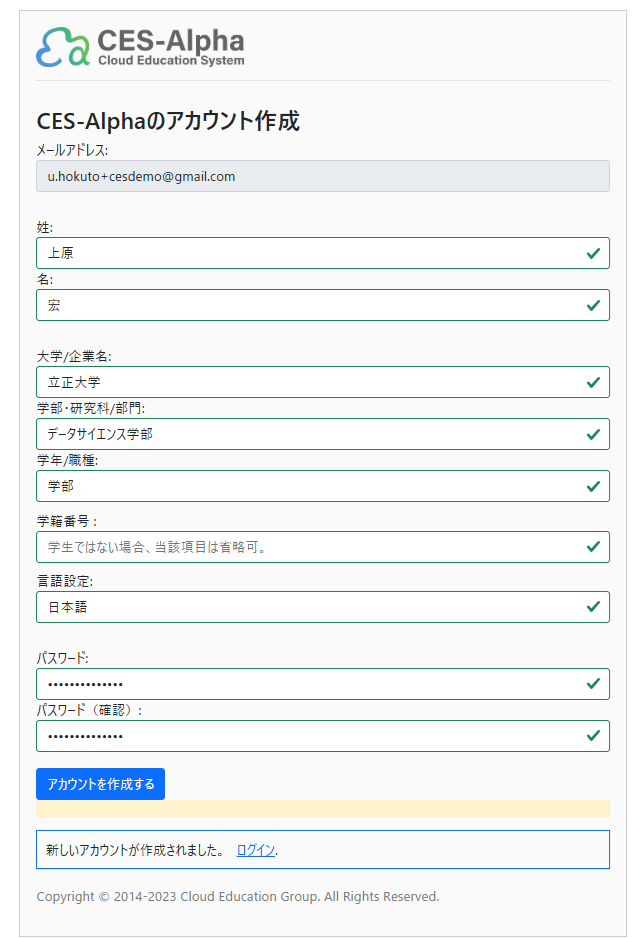 CES-Alpha
Cloud Education System
CES-Alphaのアカウント作成
メールアドレス:
u.hokuto+cesdemo@gmail.com
姓:
上原
名:
宏
大学/企業名:
立正大学
学部・研究科/部門:
データサイエンス学部
学年/職種:
学部
学籍番号 :
学生ではない場合、当該項目は省略可。
言語設定:
日本語
パスワード:
••••••••••••••
パスワード（確認）:
••••••••••••••
アカウントを作成する
新しいアカウントが作成されました。 ログイン.
Copyright © 2014-2023 Cloud Education Group. All Rights Reserved.